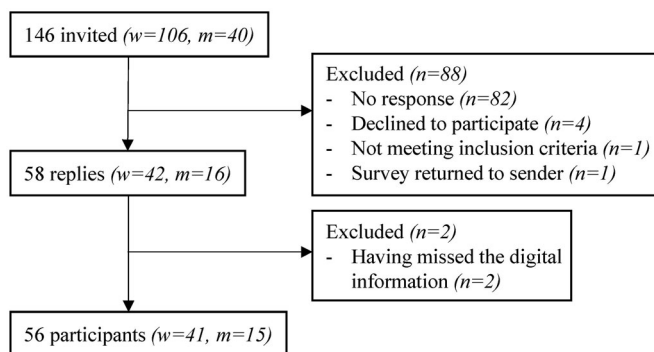 146 invited (w=106, m=40)
Excluded (n=88)
- No response (n=82)
- Declined to participate (n=4)
- Not meeting inclusion criteria (n=1)
- Survey returned to sender (n=1)
58 replies (w=42, m=16)
Excluded (n=2)
- Having missed the digital
information (n=2)
56 participants (w=41, m=15)